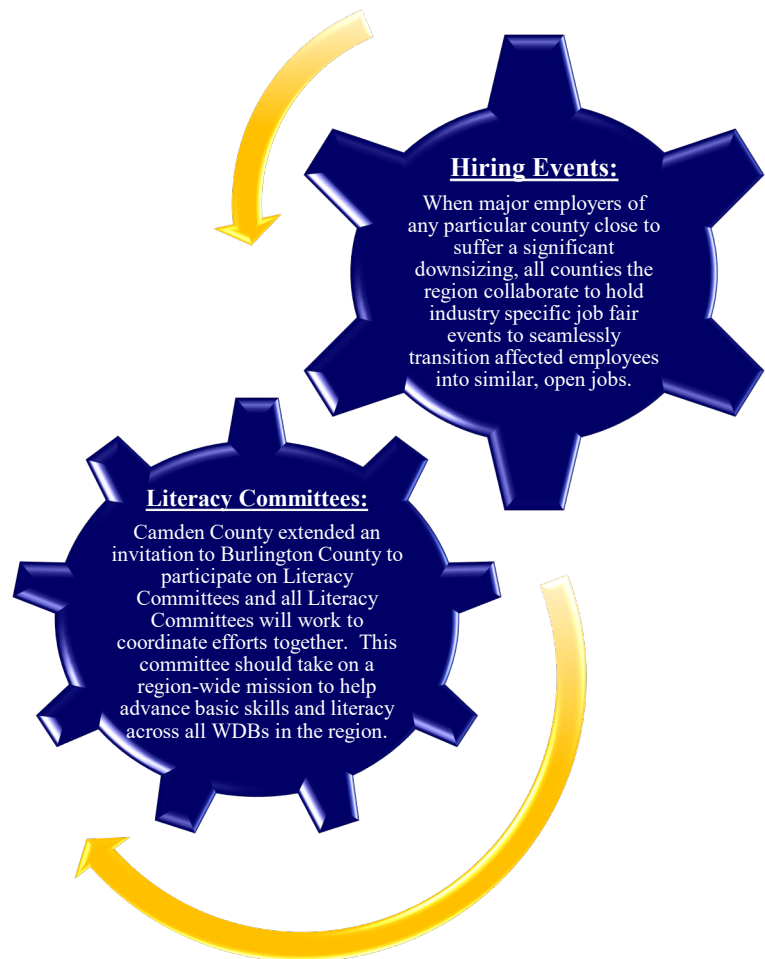 Hiring Events:
When major employers of
any particular county close to
suffer a significant
downsizing, all counties the
region collaborate to hold
industry specific job fair
events to seamlessly
transition affected employees
into similar, open jobs.
Literacy Committees:
Camden County extended an
invitation to Burlington County to
participate on Literacy
Committees and all Literacy
Committees will work to
coordinate efforts together.  This
committee should take on a
region-wide mission to help
advance basic skills and literacy
across all WDBs in the region.